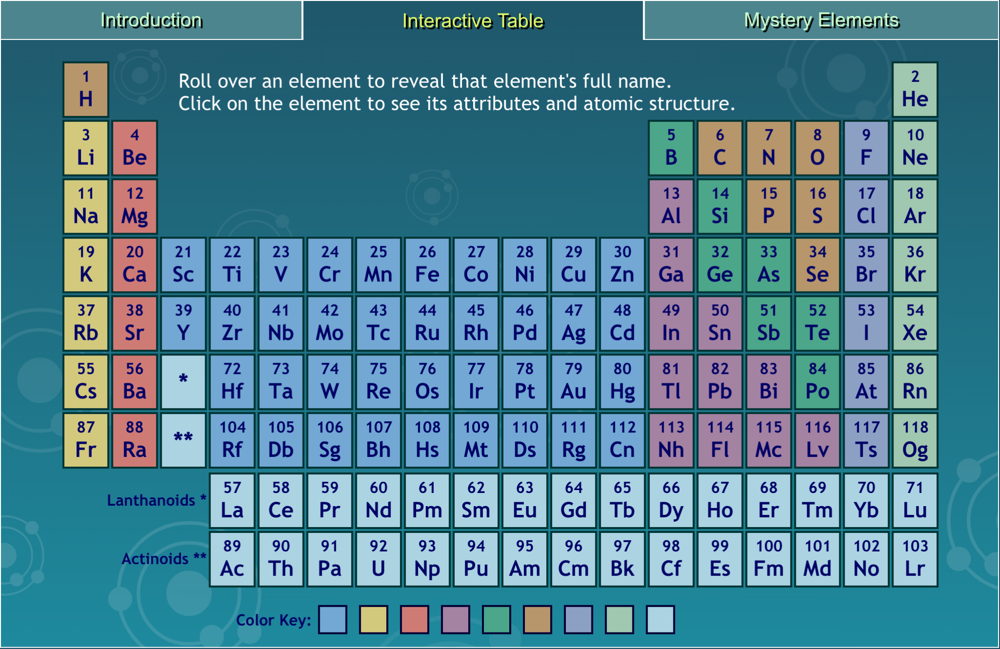 Introduction
Interactive Table
Mystery Elements
Roll over an element to reveal that element's full name.
Click on the element to see its attributes and atomic structure.
1 2
H He
3 4 5 6 7 8 9 10
Li Be B C N O F Ne
11 12 13 14 15 16 17 18
Na Mg Al Si P S Cl Ar
19 20 21 22 23 24 25 26 27 28 29 30 31 32 33 34 35 36
K Ca Sc Ti V Cr Mn Fe Co Ni Cu Zn Ga Ge As Se Br Kr
37 38 39 40 41 42 43 44 45 46 47 48 49 50 51 52 53 54
Rb Sr Y Zr Nb Mo Tc Ru Rh Pd Ag Cd In Sn Sb Te I Xe
55 56 * 72 73 74 75 76 77 78 79 80 81 82 83 84 85 86
Cs Ba Hf Ta W Re Os Ir Pt Au Hg Tl Pb Bi Po At Rn
87 88 ** 104 105 106 107 108 109 110 111 112 113 114 115 116 117 118
Fr Ra Rf Db Sg Bh Hs Mt Ds Rg Cn Nh Fl Mc Lv Ts Og
Lanthanoids * 57 58 59 60 61 62 63 64 65 66 67 68 69 70 71
La Ce Pr Nd Pm Sm Eu Gd Tb Dy Ho Er Tm Yb Lu
Actinoids ** 89 90 91 92 93 94 95 96 97 98 99 100 101 102 103
Ac Th Pa U Np Pu Am Cm Bk Cf Es Fm Md No Lr
Color Key: